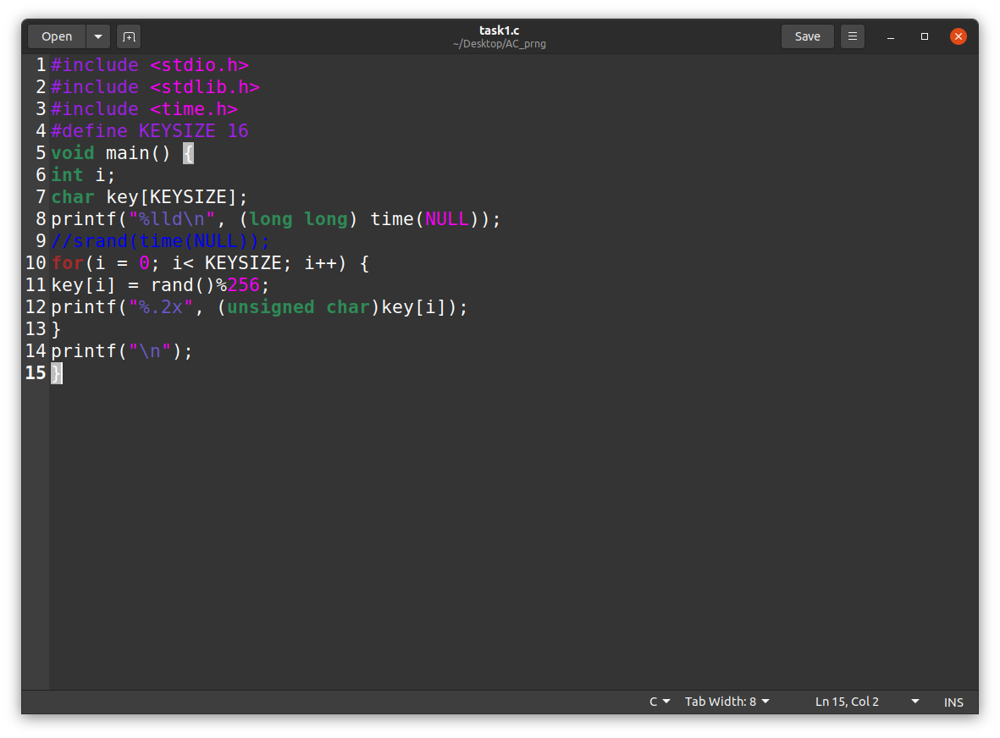 Open
task1.c
~/Desktop/AC_prng
Save
1 #include <stdio.h>
2 #include <stdlib.h>
3 #include <time.h>
4 #define KEYSIZE 16
5 void main() {
6 int i;
7 char key[KEYSIZE];
8 printf("%lld\n", (long long) time(NULL));
9 //srand(time(NULL));
10 for(i = 0; i< KEYSIZE; i++) {
11 key[i] = rand()%256;
12 printf("%.2x", (unsigned char)key[i]);
13 }
14 printf("\n");
15 }
C Tab Width: 8 Ln 15, Col 2 INS